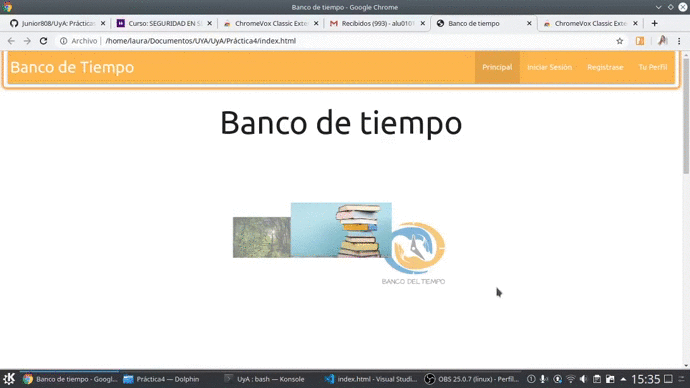 Banco de tiempo - Google Chrome
Junior808/UyA: Práctica
Curso: SEGURIDAD EN S
ChromeVox Classic Exte
Recibidos (993) - alu0101
Banco de tiempo
ChromeVox Classic Exte
Archivo | /home/laura/Documentos/UYA/UyA/Práctica4/index.html
Banco de Tiempo
Principal
Iniciar Sesión
Registrase
Tu Perfil
Banco de tiempo
BANCO DEL TIEMPO
Banco de tiempo - Googl...
Práctica4 — Dolphin
UyA : bash — Konsole
index.html - Visual Studi...
OBS 25.0.7 (linux) - Perfil...
15:35